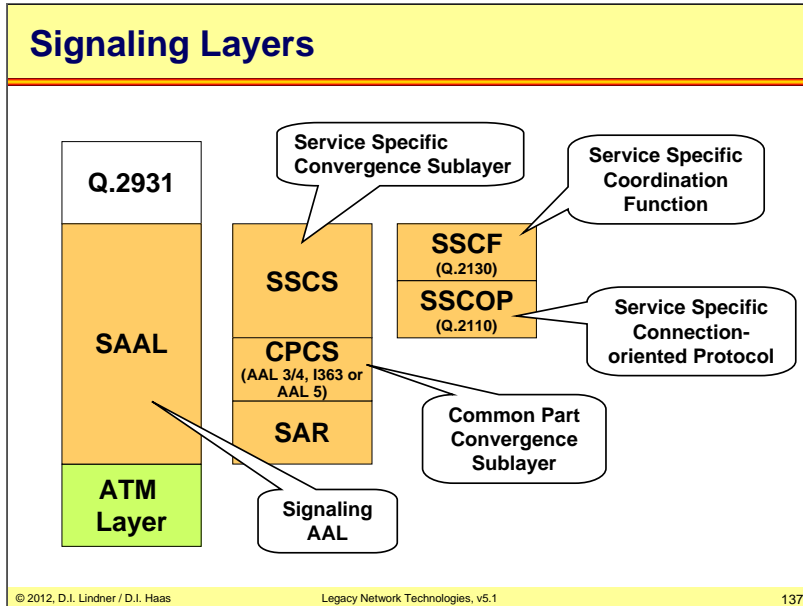 Signaling Layers
Q.2931
SAAL
ATM
Layer
Service Specific
Convergence Sublayer
SSCS
CPCS
(AAL 3/4, I363 or
AAL 5)
SAR
Signaling
AAL
SSCF
(Q.2130)
SSCOP
(Q.2110)
Service Specific
Coordination
Function
Service Specific
Connection-
oriented Protocol
Common Part
Convergence
Sublayer
© 2012, D.I. Lindner / D.I. Haas
Legacy Network Technologies, v5.1
137